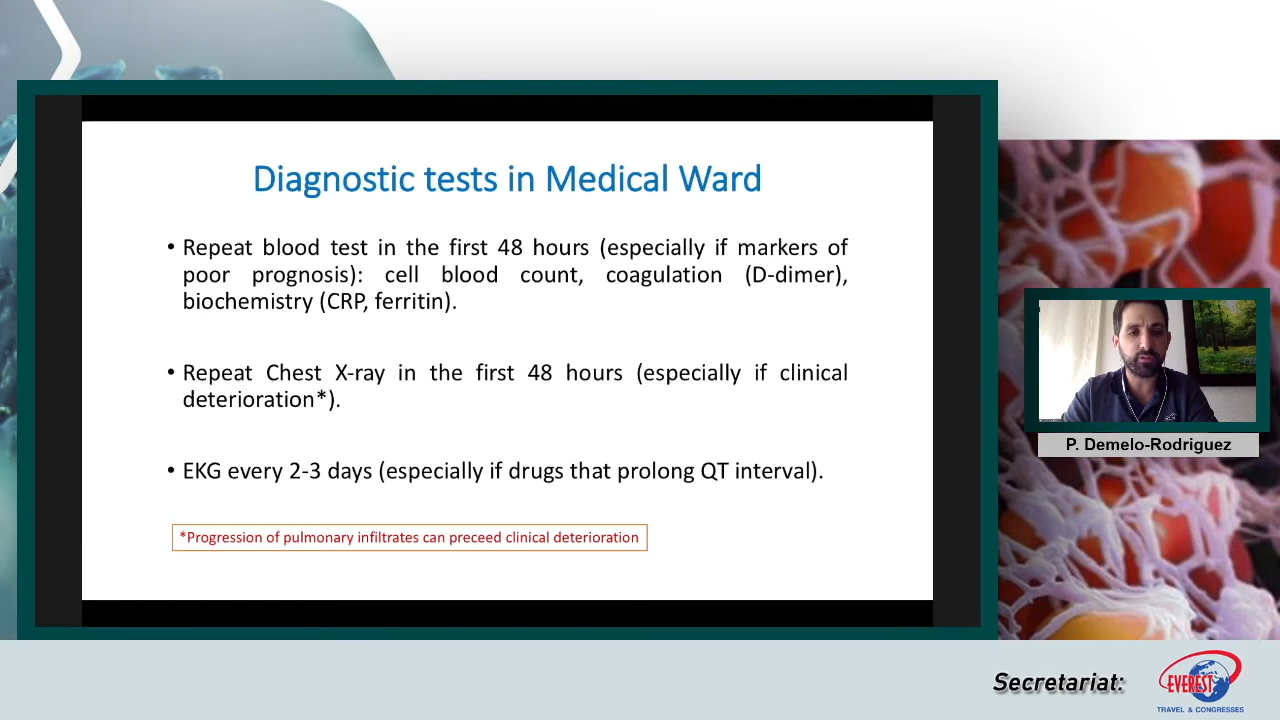 Diagnostic tests in Medical Ward
• Repeat blood test in the first 48 hours (especially if markers of
poor prognosis): cell blood count, coagulation (D-dimer),
biochemistry (CRP, ferritin).
• Repeat Chest X-ray in the first 48 hours (especially if clinical
deterioration*).
• EKG every 2-3 days (especially if drugs that prolong QT interval).
*Progression of pulmonary infiltrates can preceed clinical deterioration
P. Demelo-Rodriguez
Secretariat:
EVEREST
TRAVEL & CONGRESSES